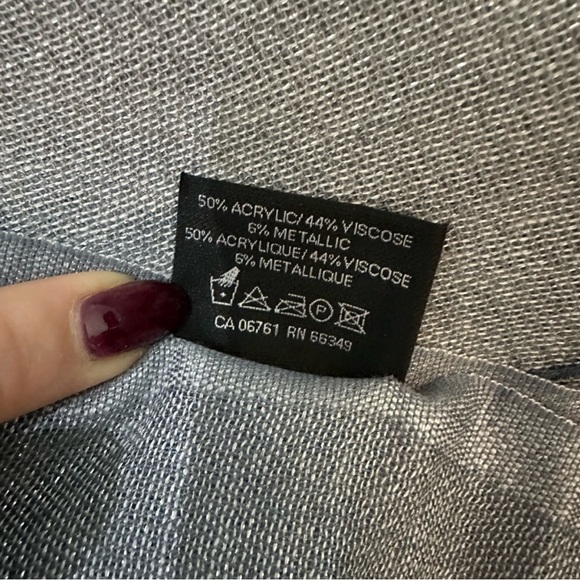 50% ACRYLIC/ 44% VISCOSE
6% METALLIC
50% ACRYLIQUE/ 44% VISCOSE
6% METALLIQUE
P
CA 06761 RN 66349